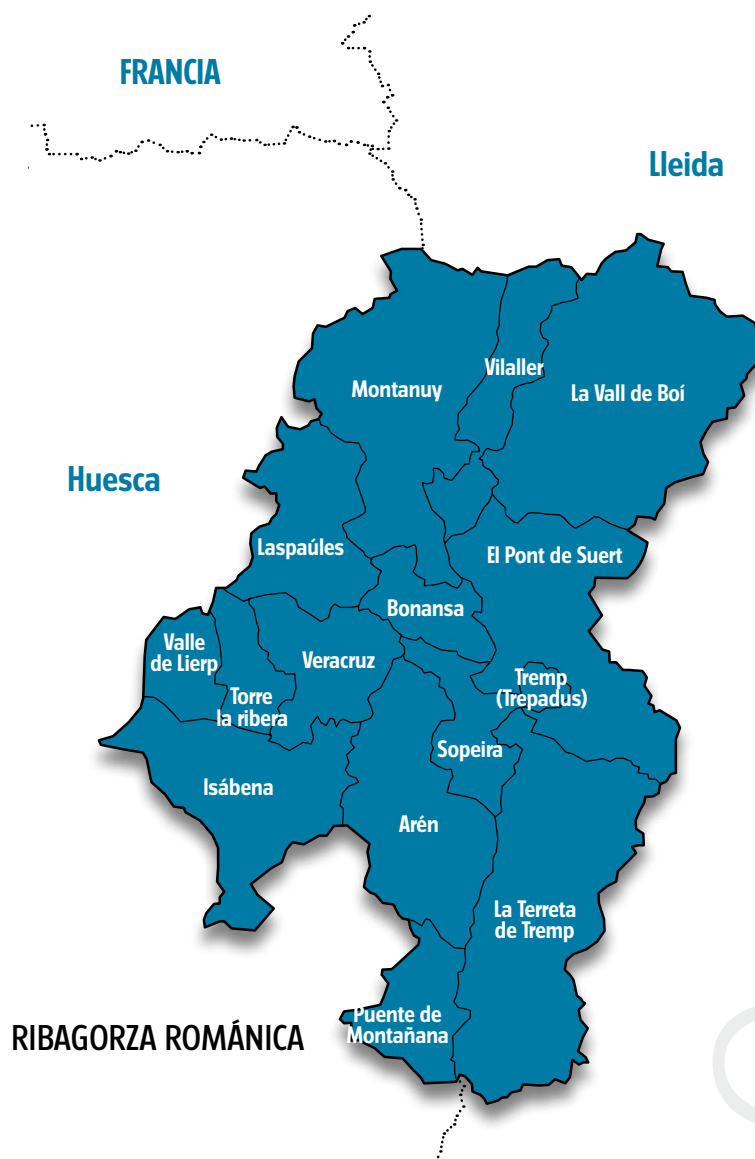 FRANCIA
Lleida
Vilaller
Montanuy
La Vall de Boí
Huesca
Laspaúles
El Pont de Suert
Bonansa
Valle
de Lierp
Veracruz
Tremp
(Trepadus)
Torre
la ribera
Sopeira
Isábena
Arén
La Terreta
de Tremp
Puente de
Montañana
RIBAGORZA ROMÁNICA